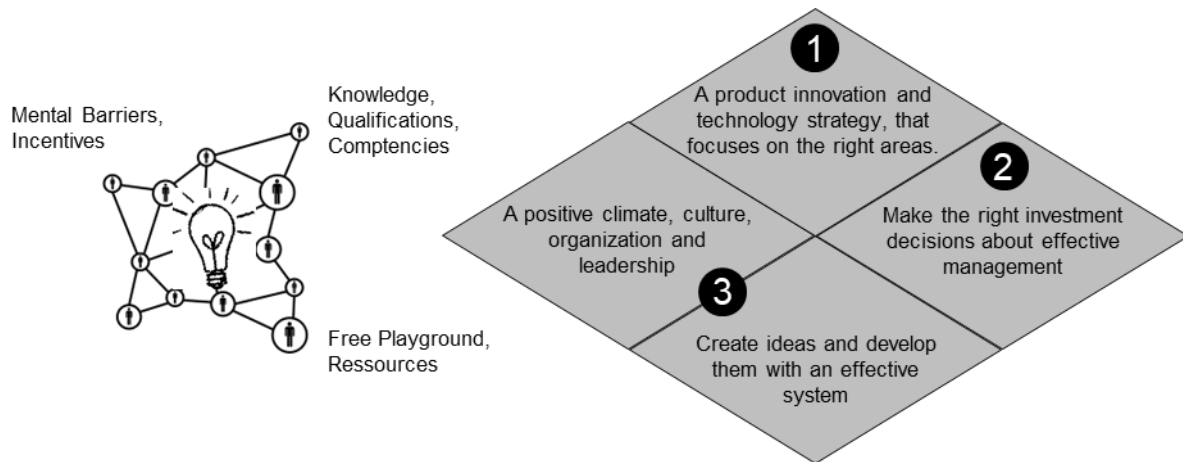 Mental Barriers,
Incentives
Knowledge,
Qualifications,
Comptencies
Free Playground,
Ressources
1
A product innovation and
technology strategy, that
focuses on the right areas.
2
Make the right investment
decisions about effective
management
A positive climate, culture,
organization and
leadership
3
Create ideas and develop
them with an effective
system